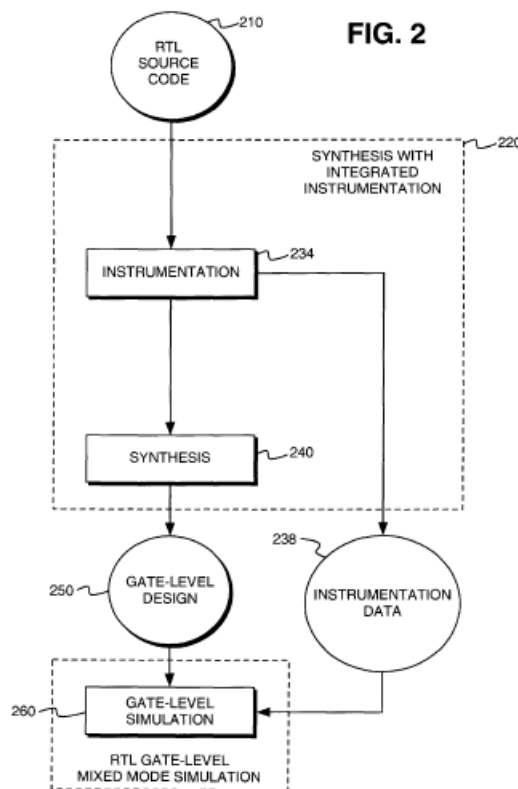 210
FIG. 2
RTL
SOURCE
CODE
220
SYNTHESIS WITH
INTEGRATED
INSTRUMENTATION
234
INSTRUMENTATION
SYNTHESIS
240
238
250
GATE-LEVEL
DESIGN
INSTRUMENTATION
DATA
260
GATE-LEVEL
SIMULATION
RTL GATE-LEVEL
MIXED MODE SIMULATION